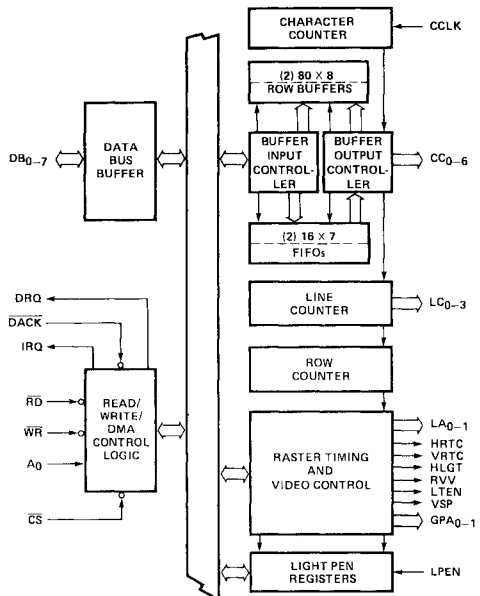 CHARACTER
COUNTER
CCLK
(2) 80 X 8
ROW BUFFERS
DB0–7
DATA
BUS
BUFFER
BUFFER
INPUT
CONTROL-
LER
BUFFER
OUTPUT
CONTROL-
LER
CC0–6
(2) 16 X 7
FIFOs
DRQ
DACK
IRQ
RD
WR
A0
CS
READ/
WRITE/
DMA
CONTROL
LOGIC
LINE
COUNTER
LC0–3
ROW
COUNTER
RASTER TIMING
AND
VIDEO CONTROL
LA0–1
HRTC
VRTC
HLGT
RVV
LTEN
VSP
GPA0–1
LIGHT PEN
REGISTERS
LPEN